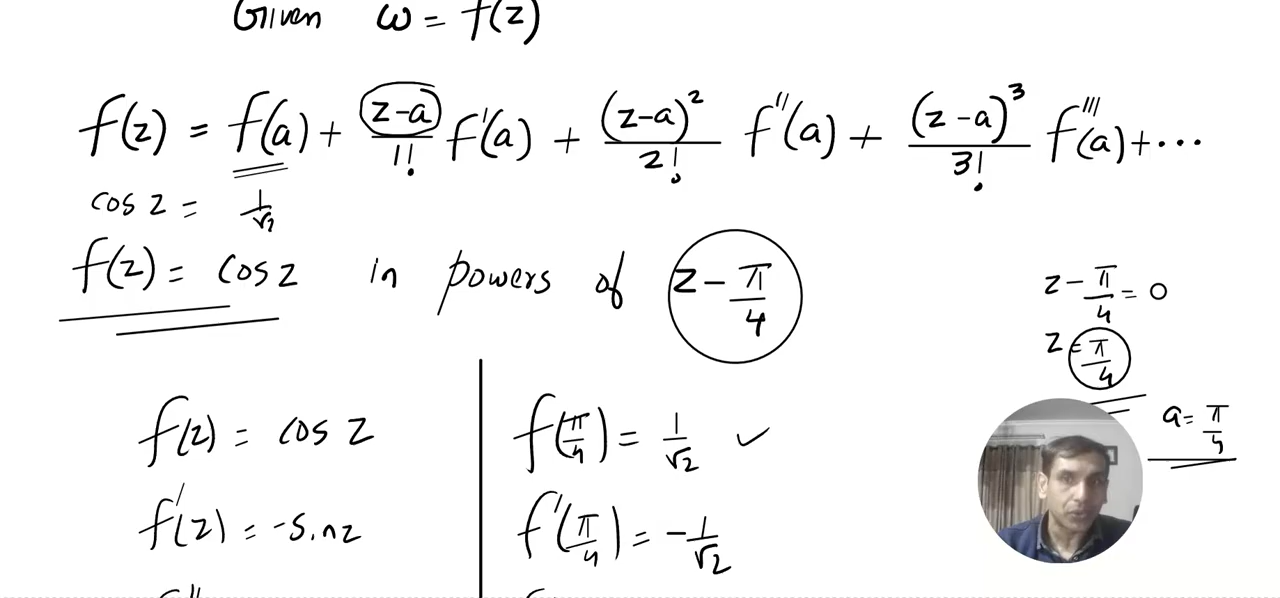 Given ω = f(z)
f(z) = f(a) + (z-a)/1! f'(a) + (z-a)²/2! f''(a) + (z-a)³/3! f'''(a) + ...
cos z = 1/√2
f(z) = cos z in powers of z - π/4
z - π/4 = 0
z = π/4
a = π/4
f(z) = cos z
f(π/4) = 1/√2 ✓
f'(z) = -sinz
f'(π/4) = -1/√2